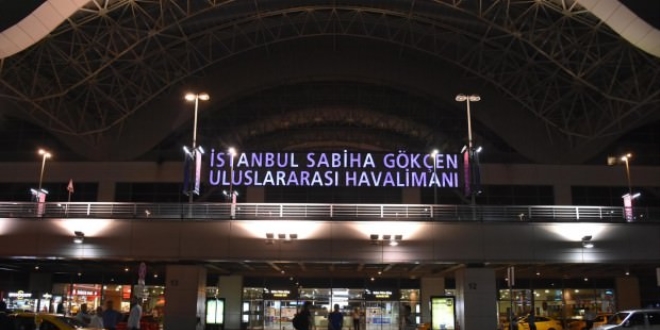 İSTANBUL SABİHA GÖKÇEN
ULUSLARARASI HAVALİMANI